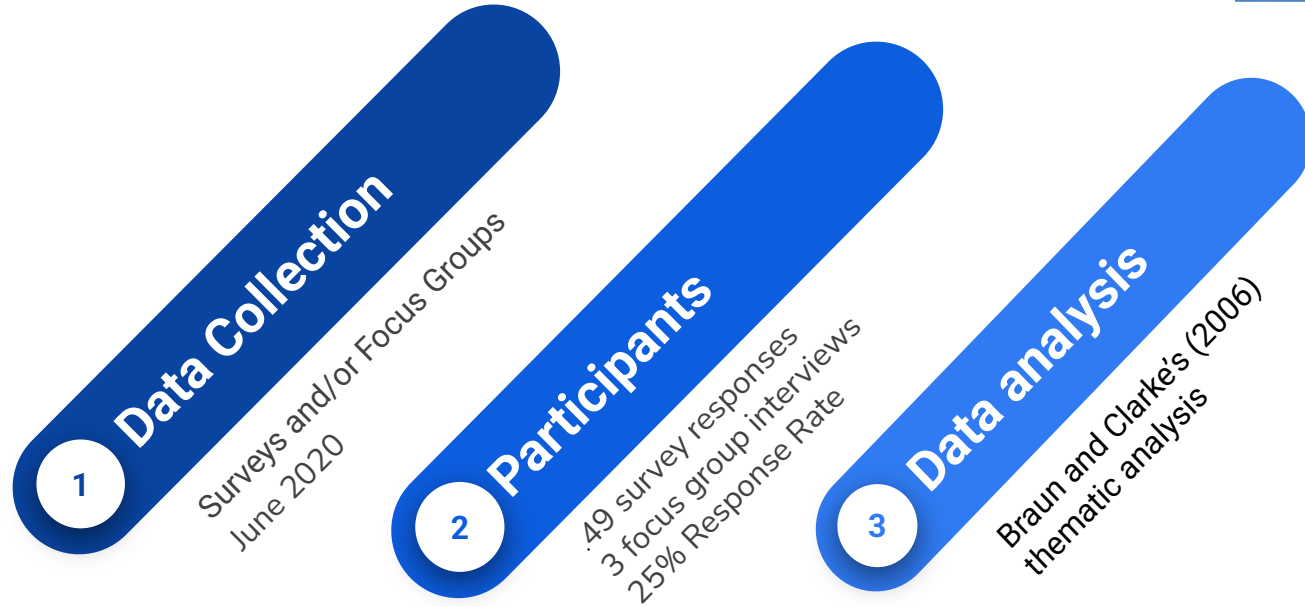 1
Data Collection
Surveys and/or Focus Groups
June 2020
2
Participants
.49 survey responses
3 focus group interviews
25% Response Rate
3
Data analysis
Braun and Clarke's (2006)
thematic analysis